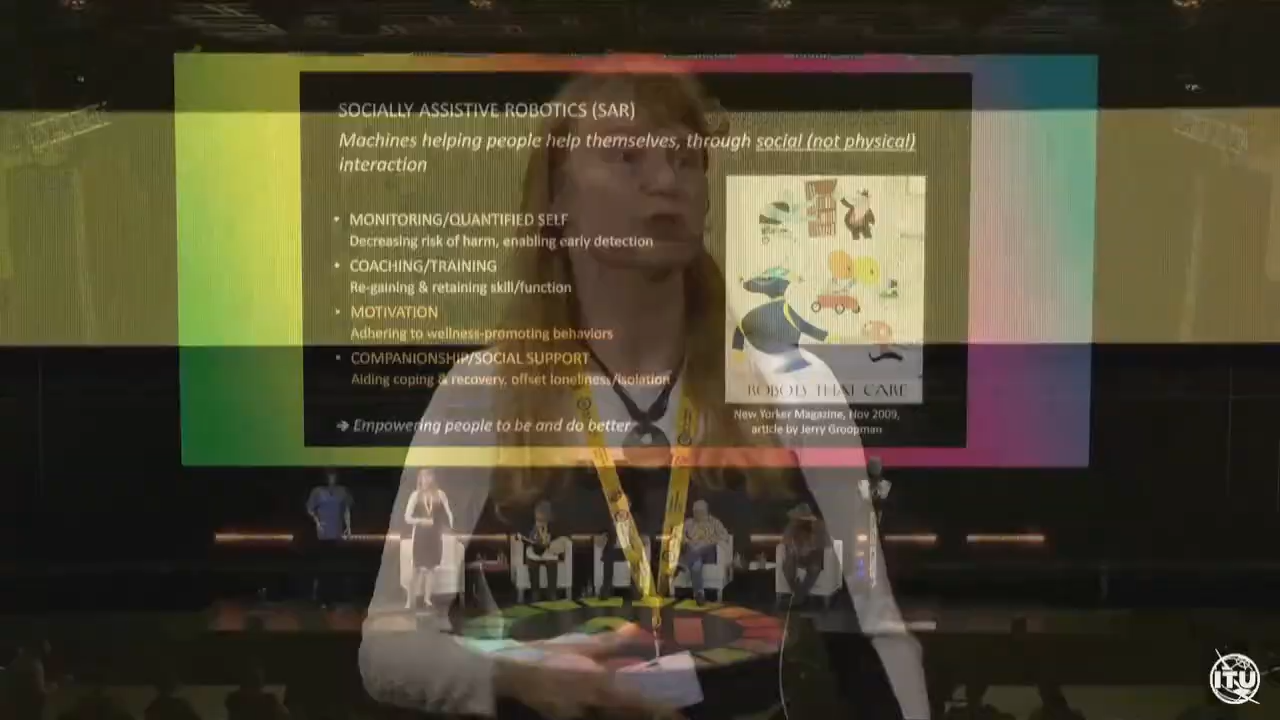 SOCIALLY ASSISTIVE ROBOTICS (SAR)
Machines helping people help themselves, through social (not physical)
interaction
• MONITORING/QUANTIFIED SELF
Decreasing risk of harm, enabling early detection
• COACHING/TRAINING
Re-gaining & retaining skill/function
• MOTIVATION
Adhering to wellness-promoting behaviors
• COMPANIONSHIP/SOCIAL SUPPORT
Aiding coping & recovery, offset loneliness/isolation
→ Empowering people to be and do better
ROBOTS THAT CARE
New Yorker Magazine, Nov 2009,
article by Jerry Groopman
ITU